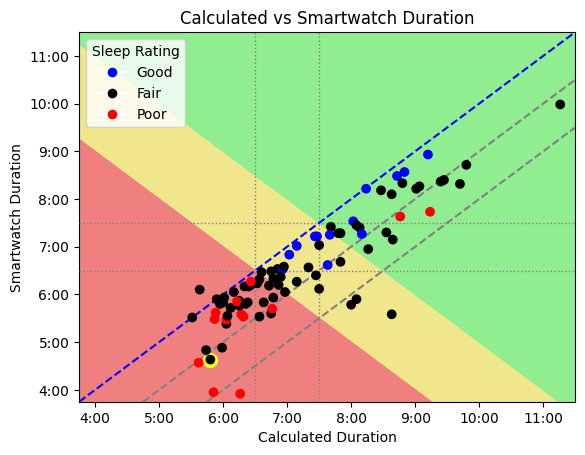 Calculated vs Smartwatch Duration
Sleep Rating
Good
Fair
Poor
Smartwatch Duration
11:00
10:00
9:00
8:00
7:00
6:00
5:00
4:00
4:00 5:00 6:00 7:00 8:00 9:00 10:00 11:00
Calculated Duration